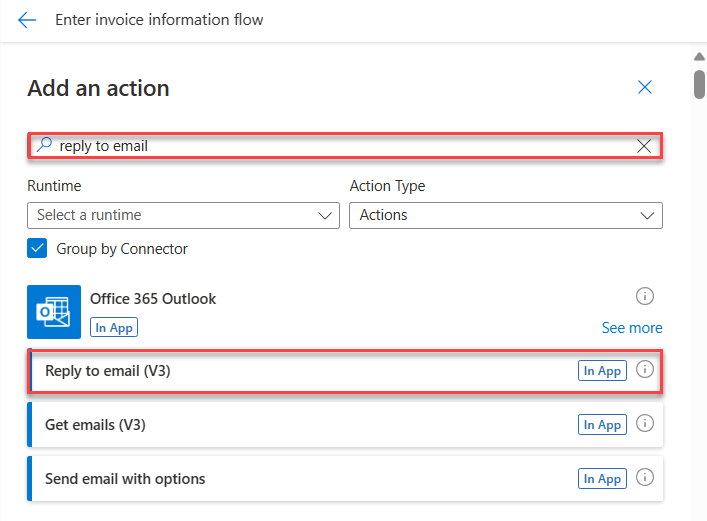 Enter invoice information flow
Add an action
reply to email
Runtime
Action Type
Select a runtime
Actions
Group by Connector
Office 365 Outlook
In App
See more
Reply to email (V3)
In App
Get emails (V3)
In App
Send email with options
In App